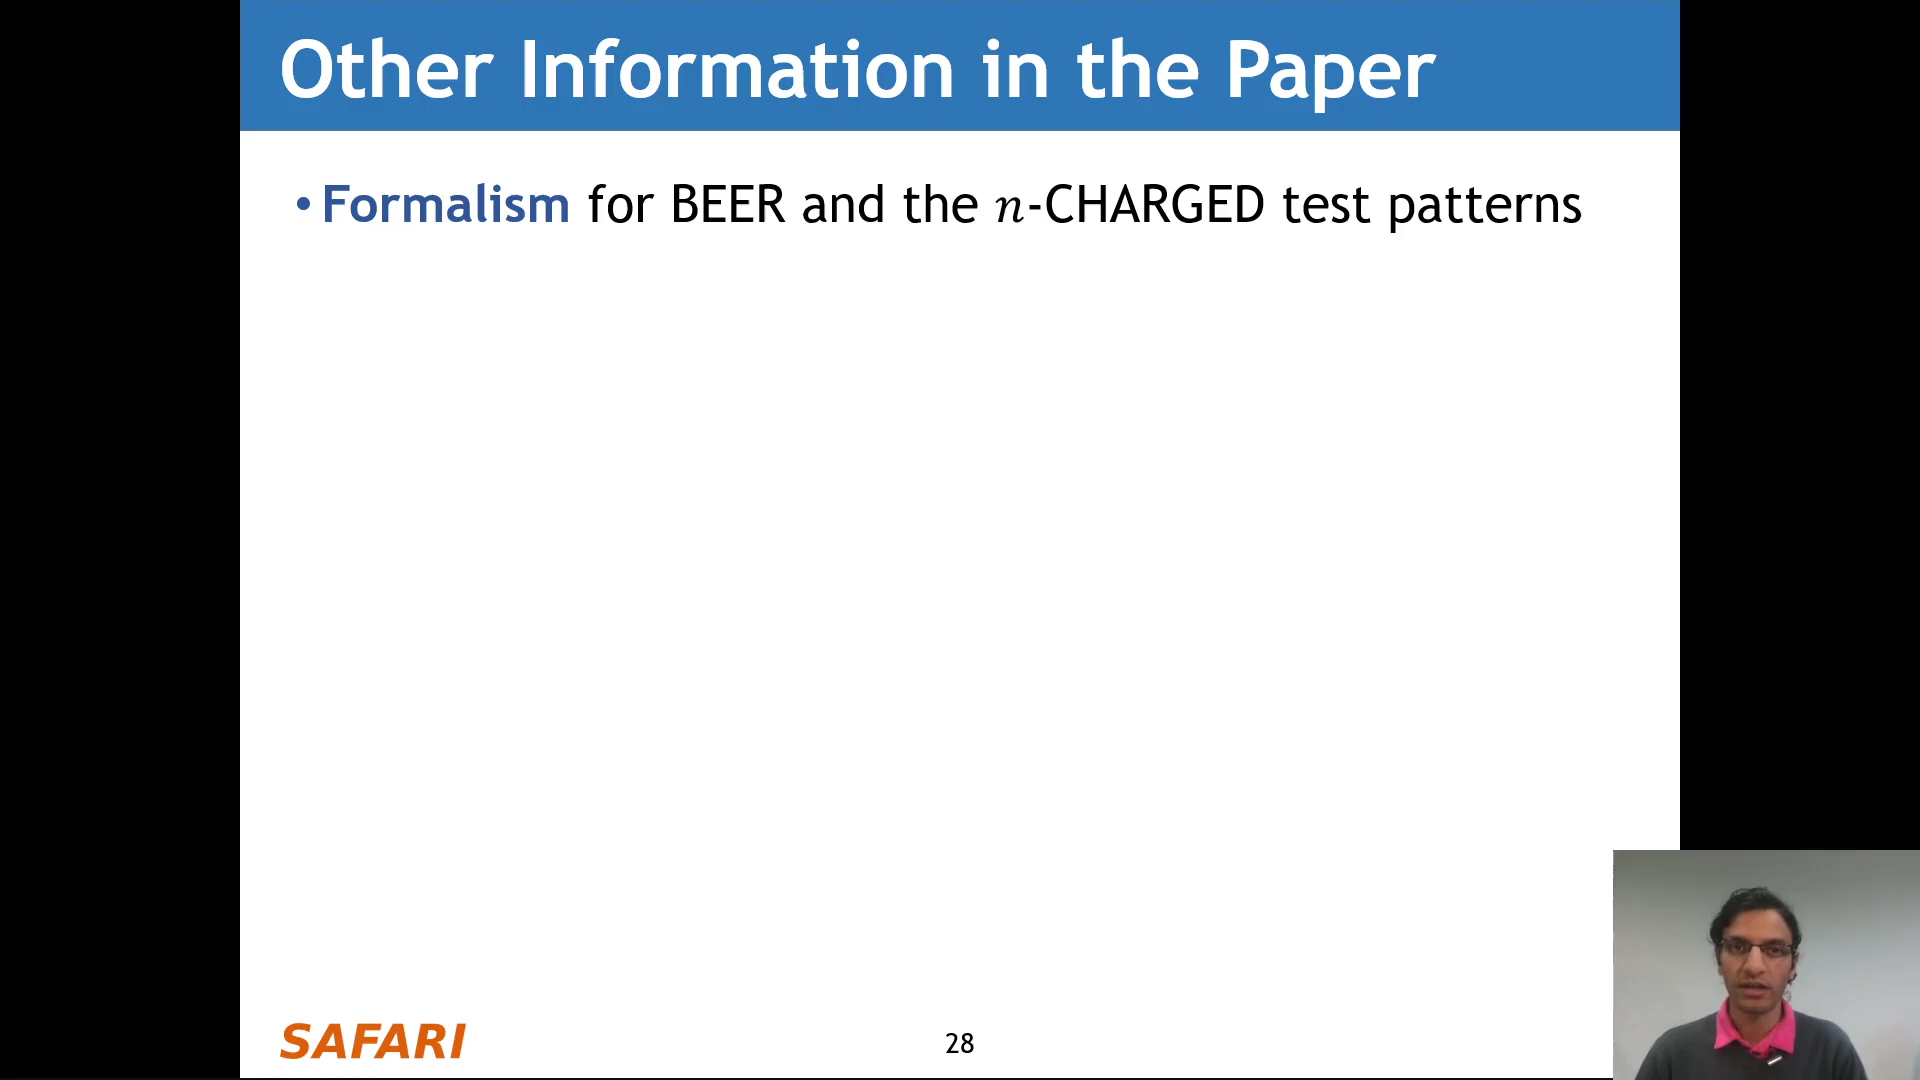 Other Information in the Paper
• Formalism for BEER and the n-CHARGED test patterns
SAFARI
28